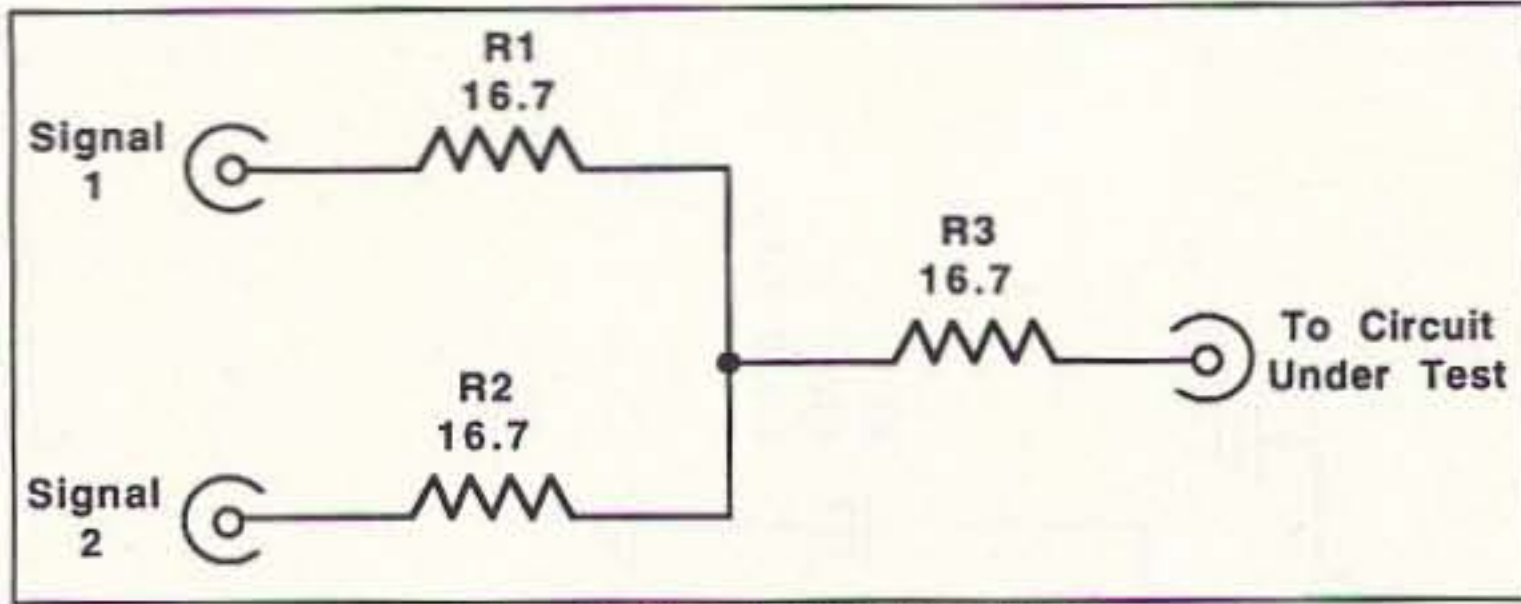 R1
16.7
Signal
1
R3
16.7
To Circuit
Under Test
R2
16.7
Signal
2